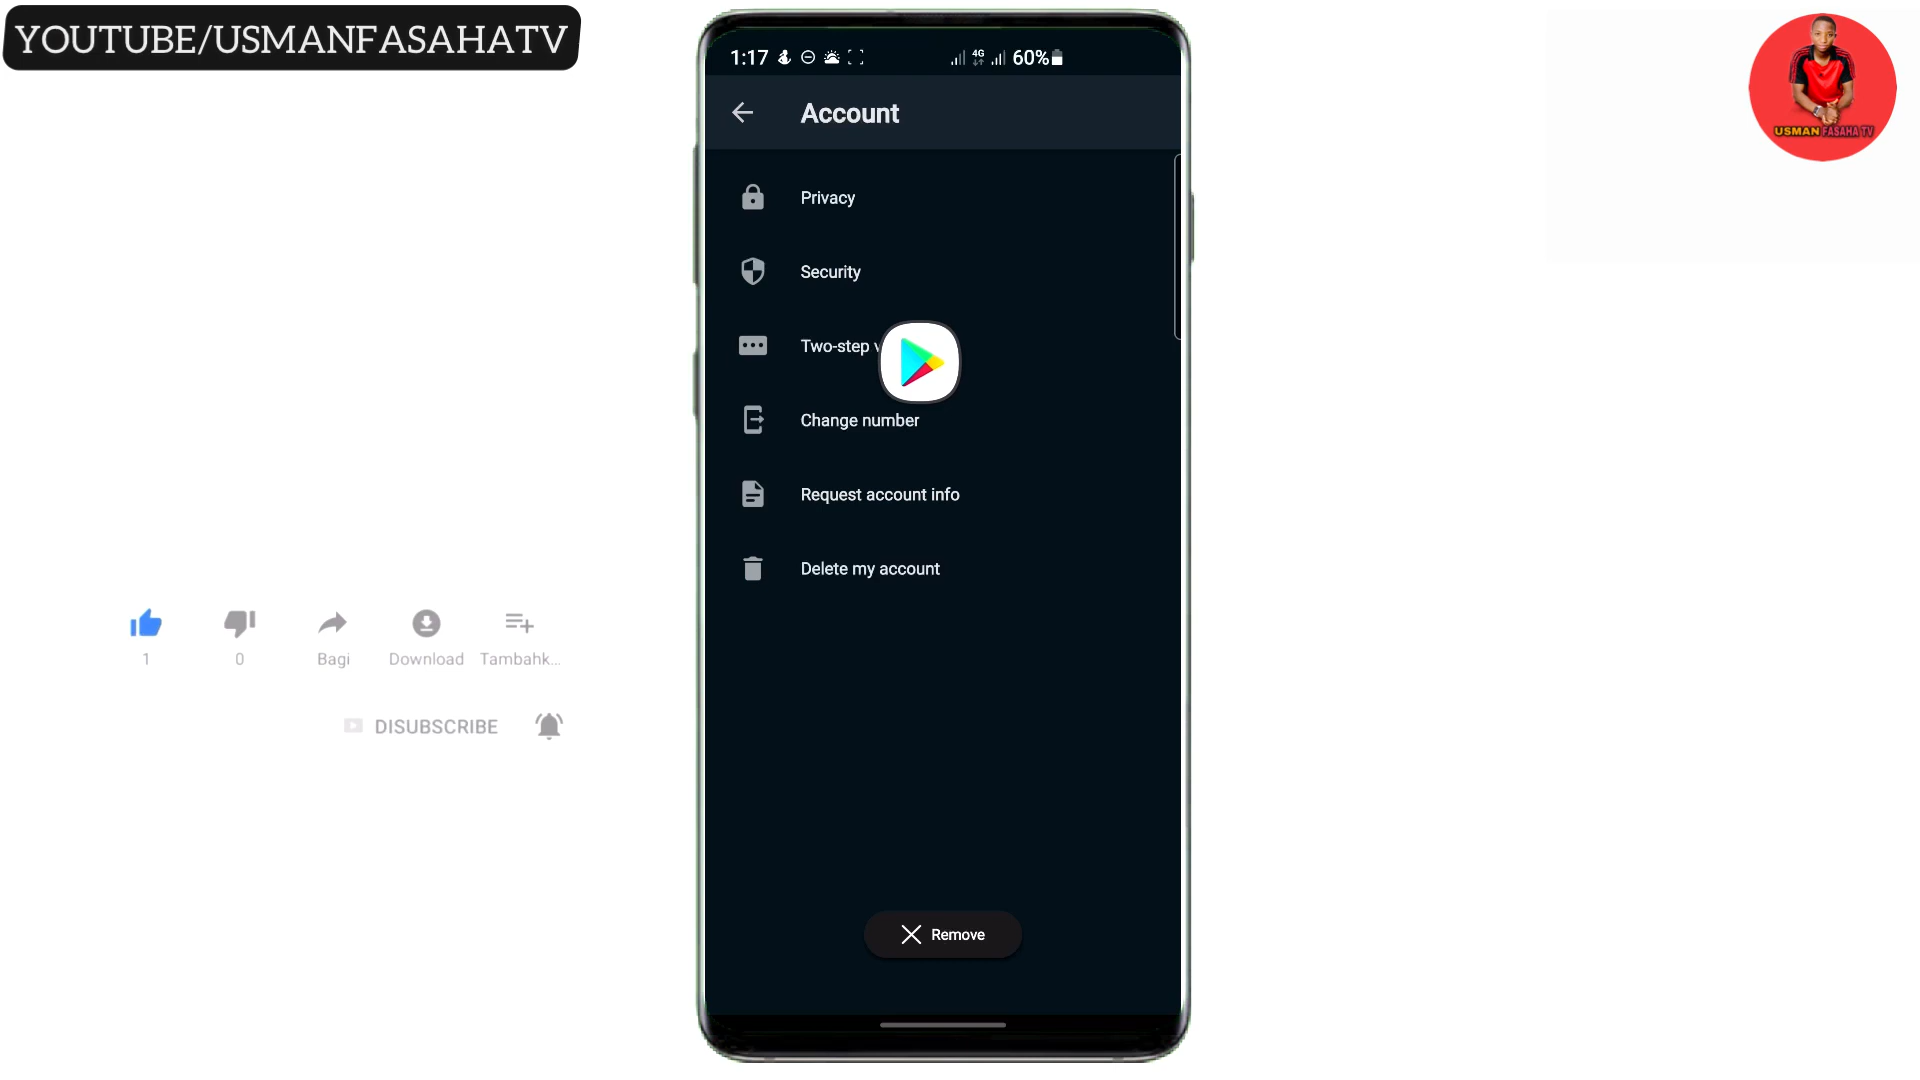 YOUTUBE/USMANFASAHATV
USMAN FASAHA TV
1:17
4G
60%
Account
Privacy
Security
Two-step v
Change number
Request account info
Delete my account
1
0
Bagi
Download
Tambahk...
DISUBSCRIBE
Remove